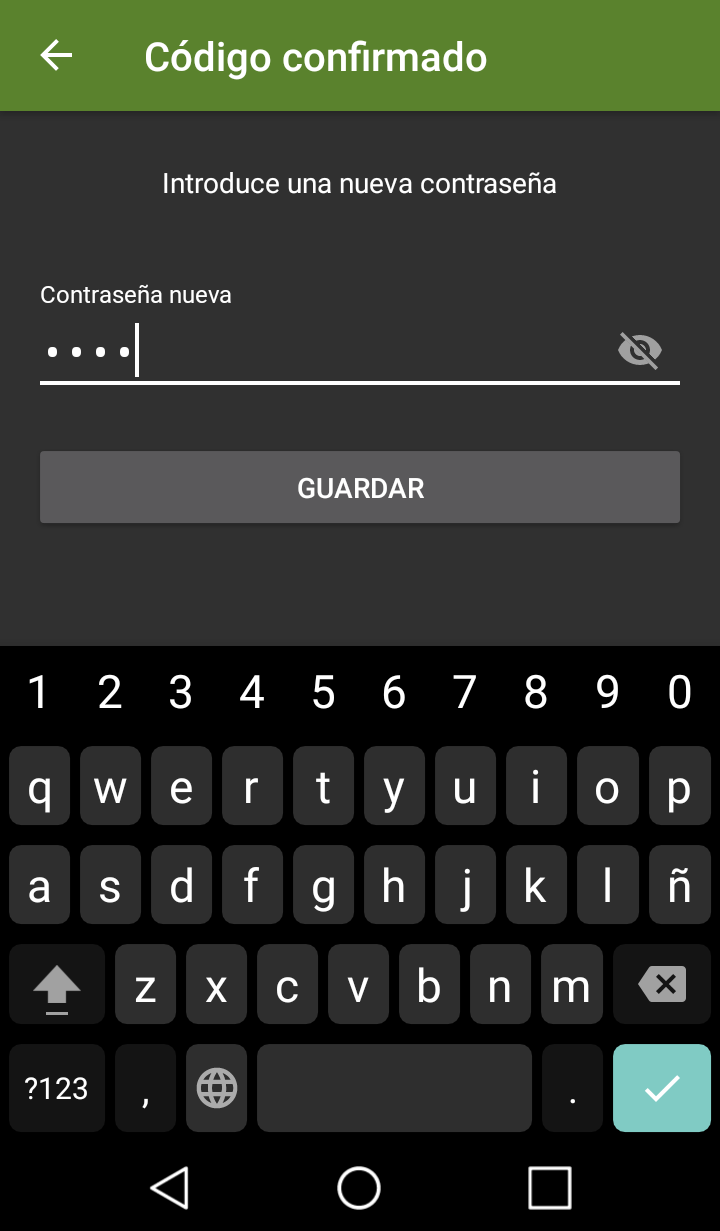 Código confirmado
Introduce una nueva contraseña
Contraseña nueva
••••
GUARDAR
1 2 3 4 5 6 7 8 9 0
q w e r t y u i o p
a s d f g h j k l ñ
z x c v b n m
?123 , .